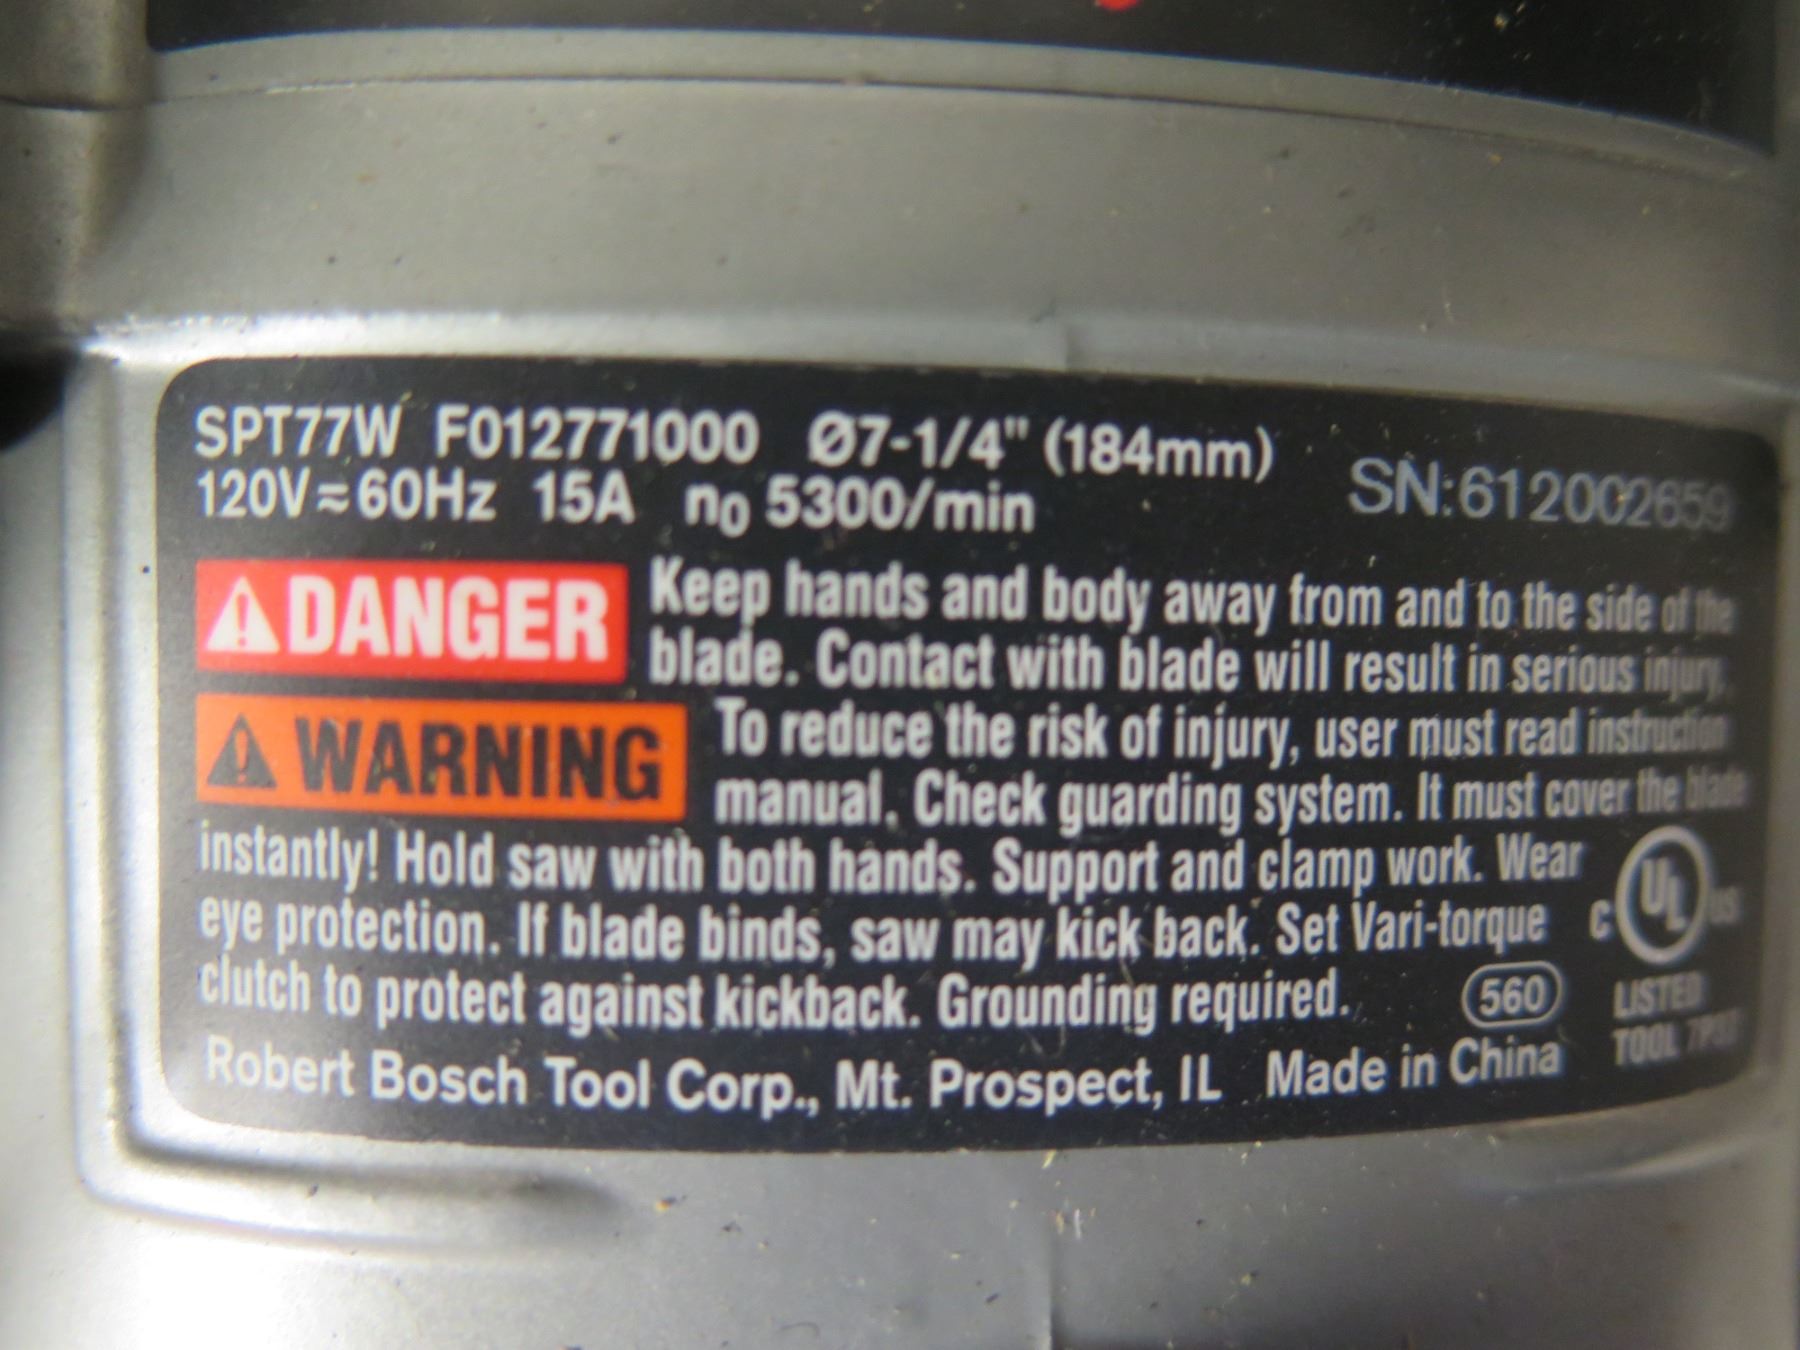 SPT77W F012771000 Ø7-1/4" (184mm)
120V≂60Hz 15A n₀ 5300/min
SN:612002659
⚠DANGER Keep hands and body away from and to the side of the
blade. Contact with blade will result in serious injury.
⚠WARNING To reduce the risk of injury, user must read instruction
manual. Check guarding system. It must cover the blade
instantly! Hold saw with both hands. Support and clamp work. Wear
eye protection. If blade binds, saw may kick back. Set Vari-torque
clutch to protect against kickback. Grounding required.
560
C UL US
LISTED
TOOL
Robert Bosch Tool Corp., Mt. Prospect, IL Made in China